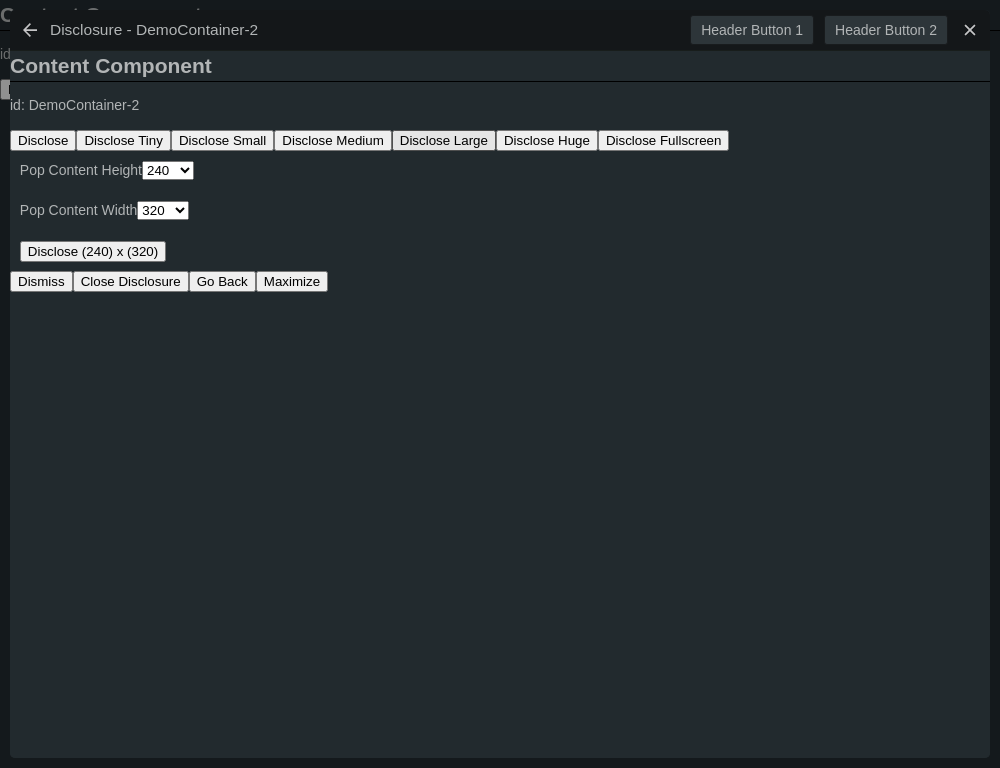 Disclosure - DemoContainer-2 Header Button 1 Header Button 2
Content Component
id
id: DemoContainer-2
Disclose Disclose Tiny Disclose Small Disclose Medium Disclose Large Disclose Huge Disclose Fullscreen
Pop Content Height 240
Pop Content Width 320
Disclose (240) x (320)
Dismiss Close Disclosure Go Back Maximize